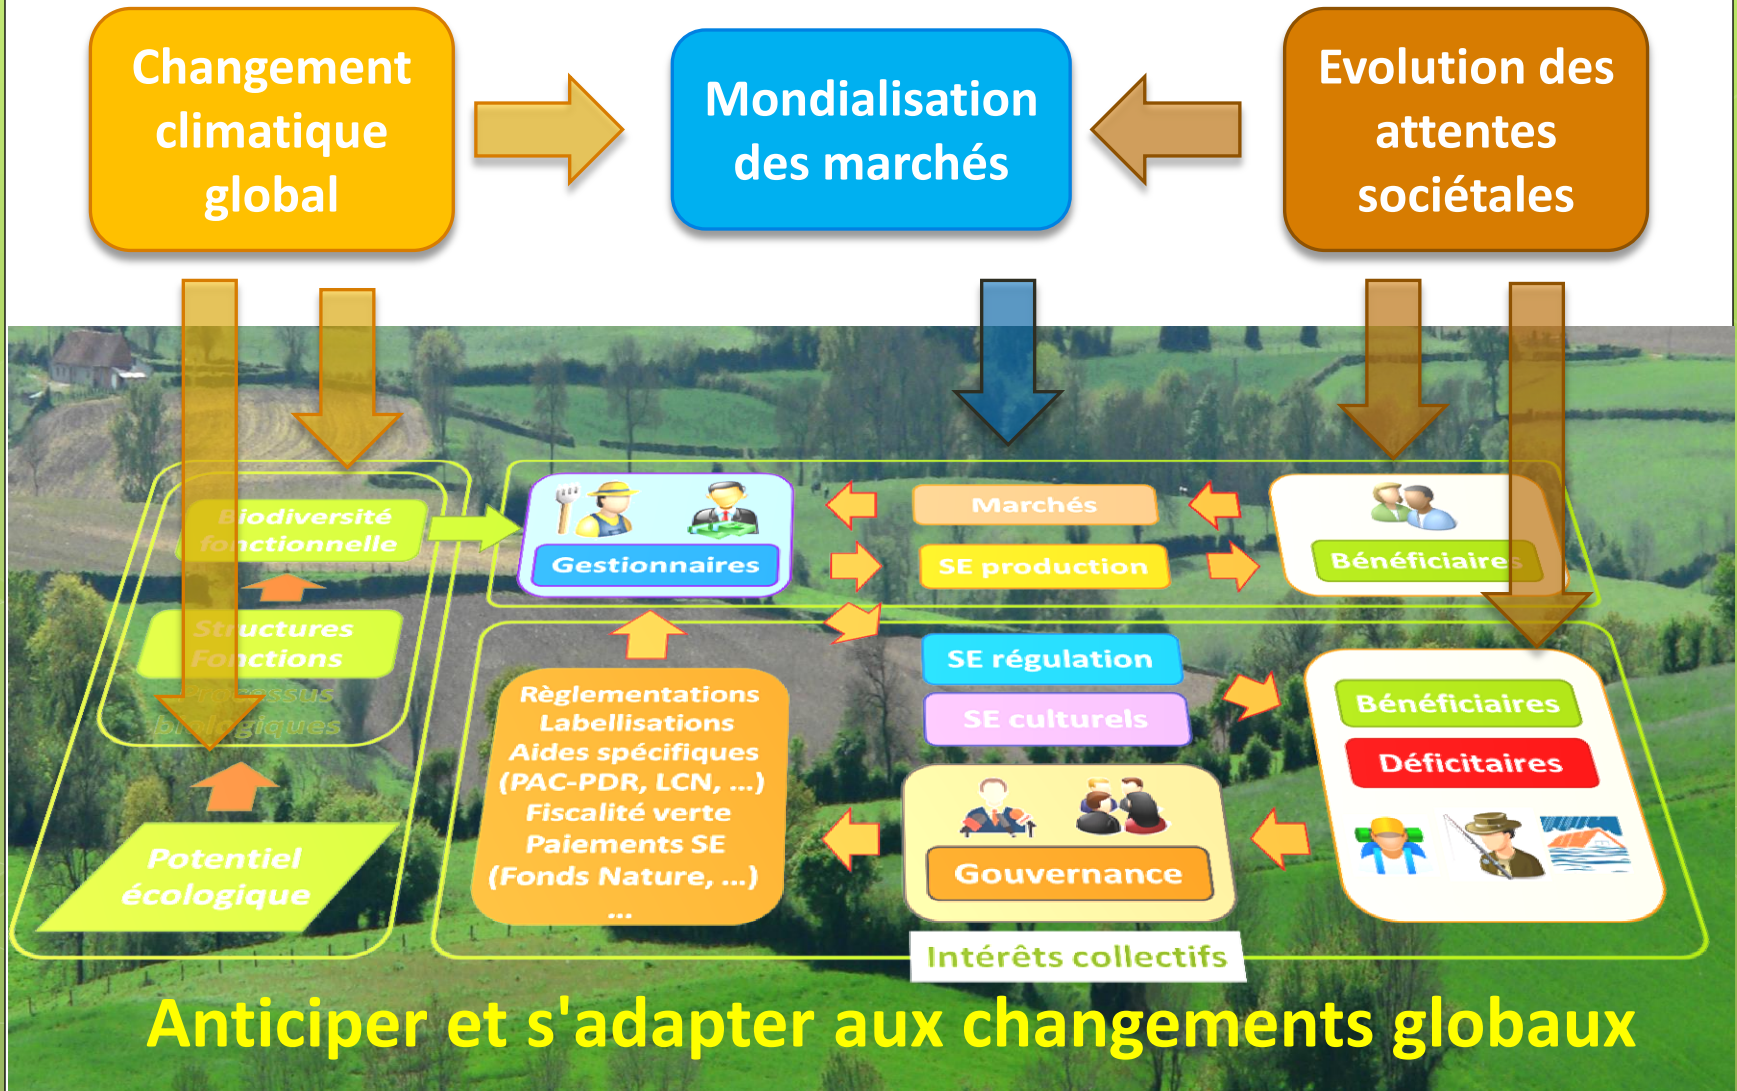 Changement
climatique
global
Mondialisation
des marchés
Evolution des
attentes
sociétales
Biodiversité
fonctionnelle
Structures
Fonctions
Processus
biologiques
Potentiel
écologique
Gestionnaires
Marchés
SE production
Bénéficiaires
Règlementations
Labellisations
Aides spécifiques
(PAC-PDR, LCN, ...)
Fiscalité verte
Paiements SE
(Fonds Nature, ...)
...
SE régulation
SE culturels
Gouvernance
Bénéficiaires
Déficitaires
Intérêts collectifs
Anticiper et s'adapter aux changements globaux